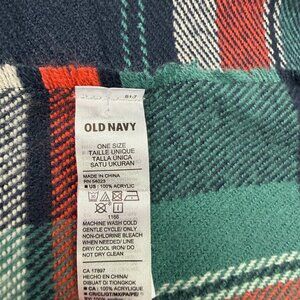 OLD NAVY
ONE SIZE
TAILLE UNIQUE
TALLA ÚNICA
SATU UKURAN
MADE IN CHINA
RN 54023
■ US : 100% ACRYLIC
1166
MACHINE WASH COLD
GENTLE CYCLE/ ONLY
NON-CHLORINE BLEACH
WHEN NEEDED/ LINE
DRY/ COOL IRON/ DO
NOT DRY CLEAN
CA 17897
HECHO EN CHINA/
DIBUAT DI TIONGKOK
■ CA : 100% ACRYLIC